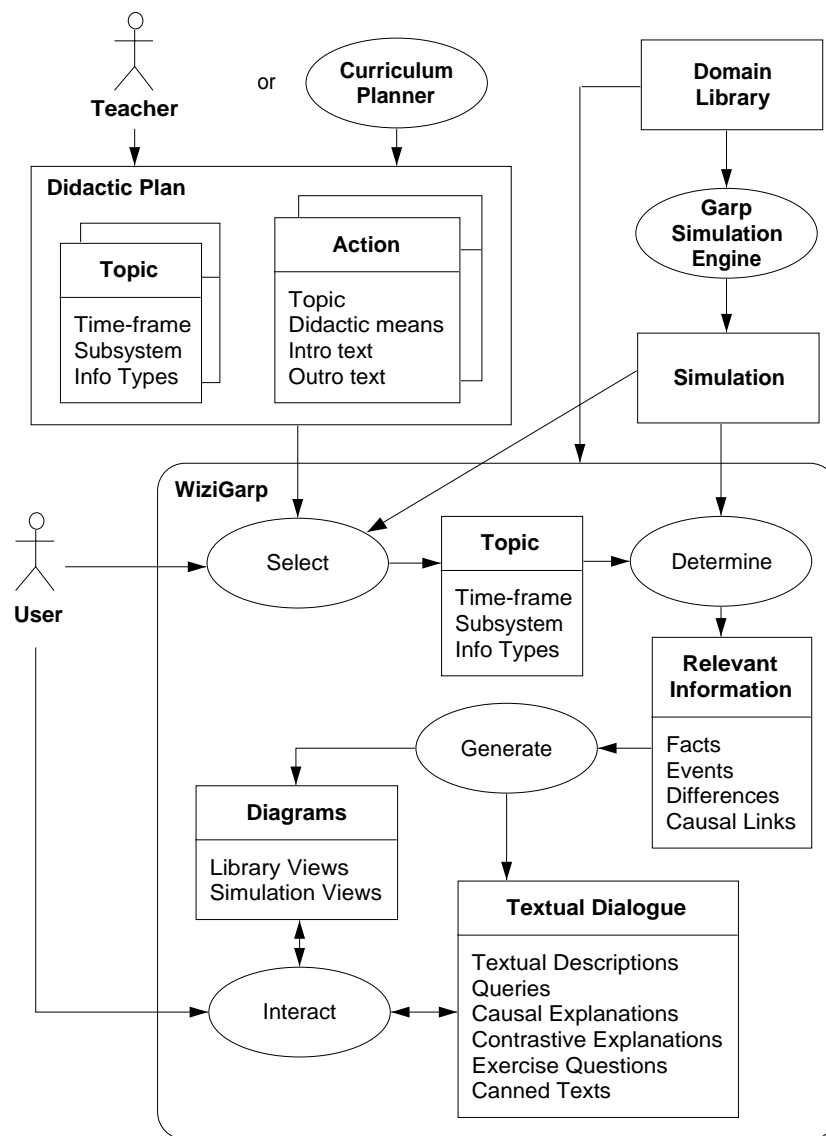 Teacher
or
Curriculum
Planner
Domain
Library
Didactic Plan
Topic
Time-frame
Subsystem
Info Types
Action
Topic
Didactic means
Intro text
Outro text
Garp
Simulation
Engine
Simulation
WiziGarp
User
Select
Topic
Time-frame
Subsystem
Info Types
Determine
Relevant
Information
Facts
Events
Differences
Causal Links
Generate
Diagrams
Library Views
Simulation Views
Textual Dialogue
Textual Descriptions
Queries
Causal Explanations
Contrastive Explanations
Exercise Questions
Canned Texts
Interact